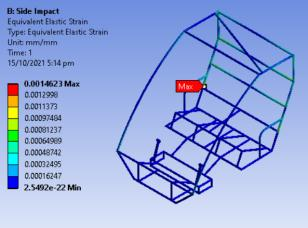 B: Side Impact
Equivalent Elastic Strain
Type: Equivalent Elastic Strain
Unit: mm/mm
Time: 1
15/10/2021 5:14 pm
0.0014623 Max
0.0012998
0.0011373
0.00097484
0.00081237
0.00064989
0.00048742
0.00032495
0.00016247
2.5492e-22 Min
Max